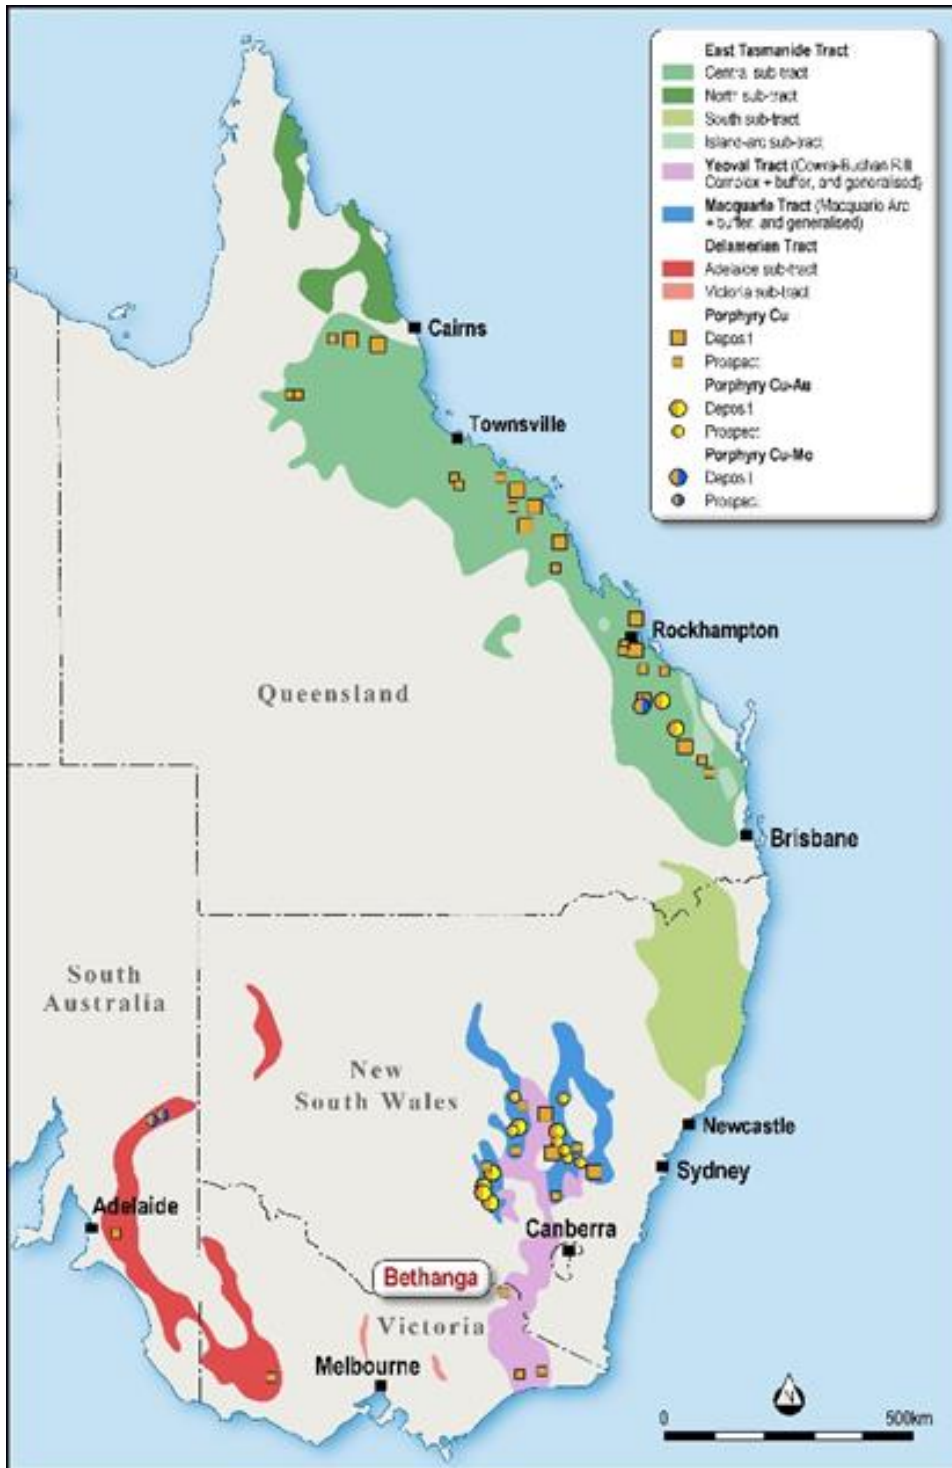 East Tasmanide Tract
Central sub-tract
North sub-tract
South sub-tract
Island-arc sub-tract
Yeoval Tract (Cowra-Buchan Rift
Complex + buffer, and generalised)
Macquarie Tract (Macquarie Arc
+ buffer, and generalised)
Delamerian Tract
Adelaide sub-tract
Victoria sub-tract
Porphyry Cu
Deposit
Prospect
Porphyry Cu-Au
Deposit
Prospect
Porphyry Cu-Mo
Deposit
Prospect
Cairns
Townsville
Rockhampton
Queensland
Brisbane
South
Australia
New
South Wales
Newcastle
Sydney
Adelaide
Canberra
Bethanga
Victoria
Melbourne
N
0 500km